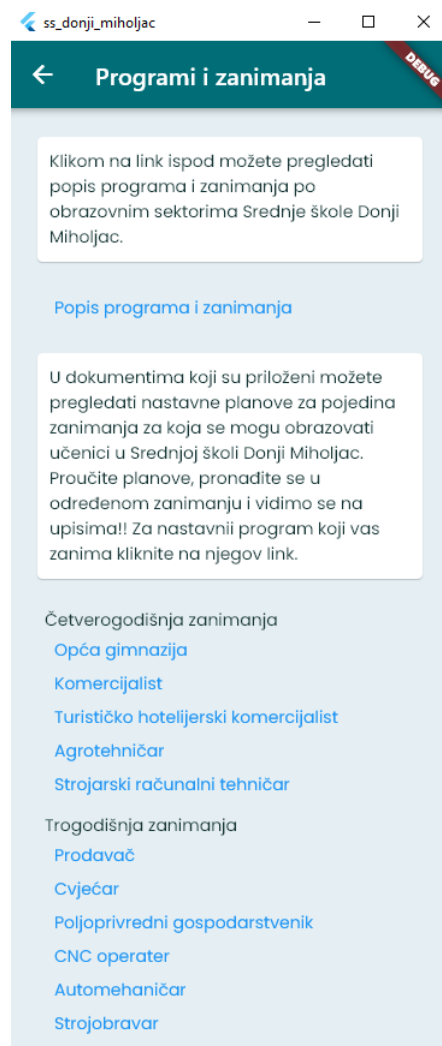 ss_donji_miholjac
Programi i zanimanja
DEBUG
Klikom na link ispod možete pregledati
popis programa i zanimanja po
obrazovnim sektorima Srednje škole Donji
Miholjac.
Popis programa i zanimanja
U dokumentima koji su priloženi možete
pregledati nastavne planove za pojedina
zanimanja za koja se mogu obrazovati
učenici u Srednjoj školi Donji Miholjac.
Proučite planove, pronađite se u
određenom zanimanju i vidimo se na
upisima!! Za nastavnii program koji vas
zanima kliknite na njegov link.
Četverogodišnja zanimanja
Opća gimnazija
Komercijalist
Turističko hotelijerski komercijalist
Agrotehničar
Strojarski računalni tehničar
Trogodišnja zanimanja
Prodavač
Cvjećar
Poljoprivredni gospodarstvenik
CNC operater
Automehaničar
Strojobravar